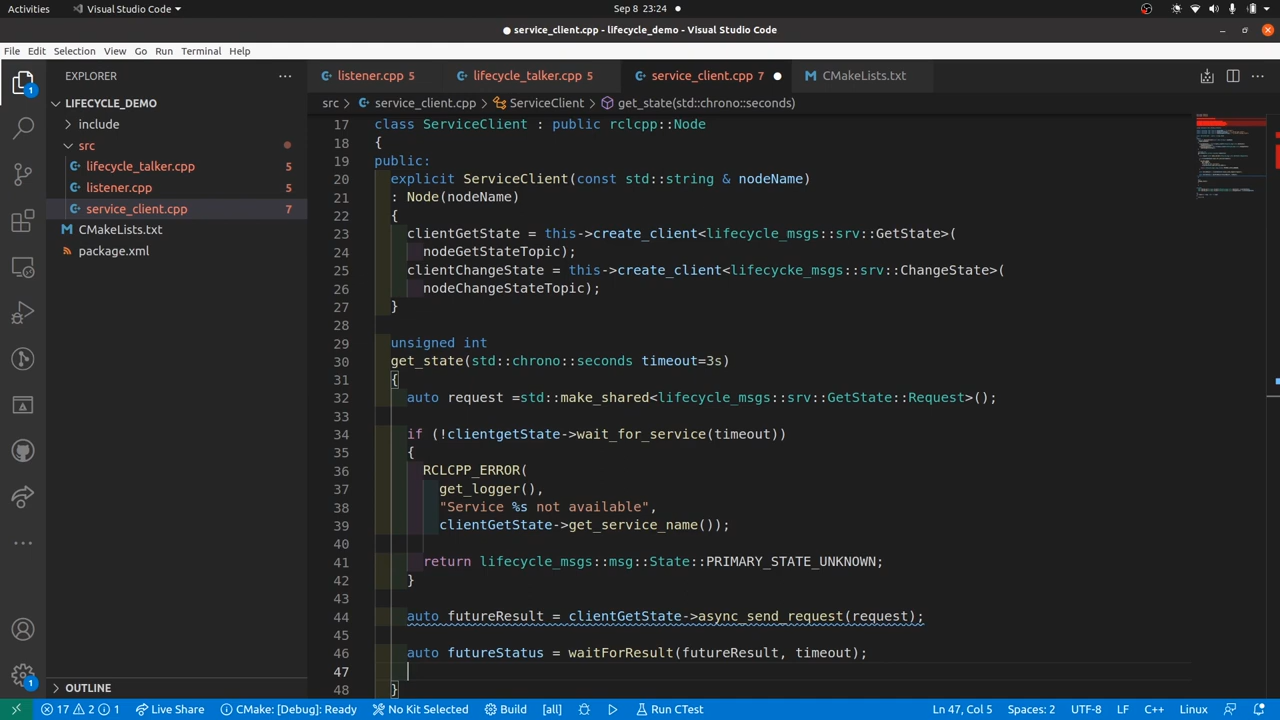 Activities
Visual Studio Code
Sep 8 23:24
service_client.cpp - lifecycle_demo - Visual Studio Code
File Edit Selection View Go Run Terminal Help
EXPLORER
listener.cpp 5
lifecycle_talker.cpp 5
service_client.cpp 7
CMakeLists.txt
LIFECYCLE_DEMO
include
src
lifecycle_talker.cpp 5
listener.cpp 5
service_client.cpp 7
CMakeLists.txt
package.xml
src > service_client.cpp > ServiceClient > get_state(std::chrono::seconds)
17 class ServiceClient : public rclcpp::Node
18 {
19 public:
20 explicit ServiceClient(const std::string & nodeName)
21 : Node(nodeName)
22 {
23 clientGetState = this->create_client<lifecycle_msgs::srv::GetState>(
24 nodeGetStateTopic);
25 clientChangeState = this->create_client<lifecycke_msgs::srv::ChangeState>(
26 nodeChangeStateTopic);
27 }
28
29 unsigned int
30 get_state(std::chrono::seconds timeout=3s)
31 {
32 auto request =std::make_shared<lifecycle_msgs::srv::GetState::Request>();
33
34 if (!clientgetState->wait_for_service(timeout))
35 {
36 RCLCPP_ERROR(
37 get_logger(),
38 "Service %s not available",
39 clientGetState->get_service_name());
40
41 return lifecycle_msgs::msg::State::PRIMARY_STATE_UNKNOWN;
42 }
43
44 auto futureResult = clientGetState->async_send_request(request);
45
46 auto futureStatus = waitForResult(futureResult, timeout);
47
48 }
1
1
OUTLINE
17 2 1
Live Share
CMake: [Debug]: Ready
No Kit Selected
Build
[all]
Run CTest
Ln 47, Col 5
Spaces: 2
UTF-8
LF
C++
Linux